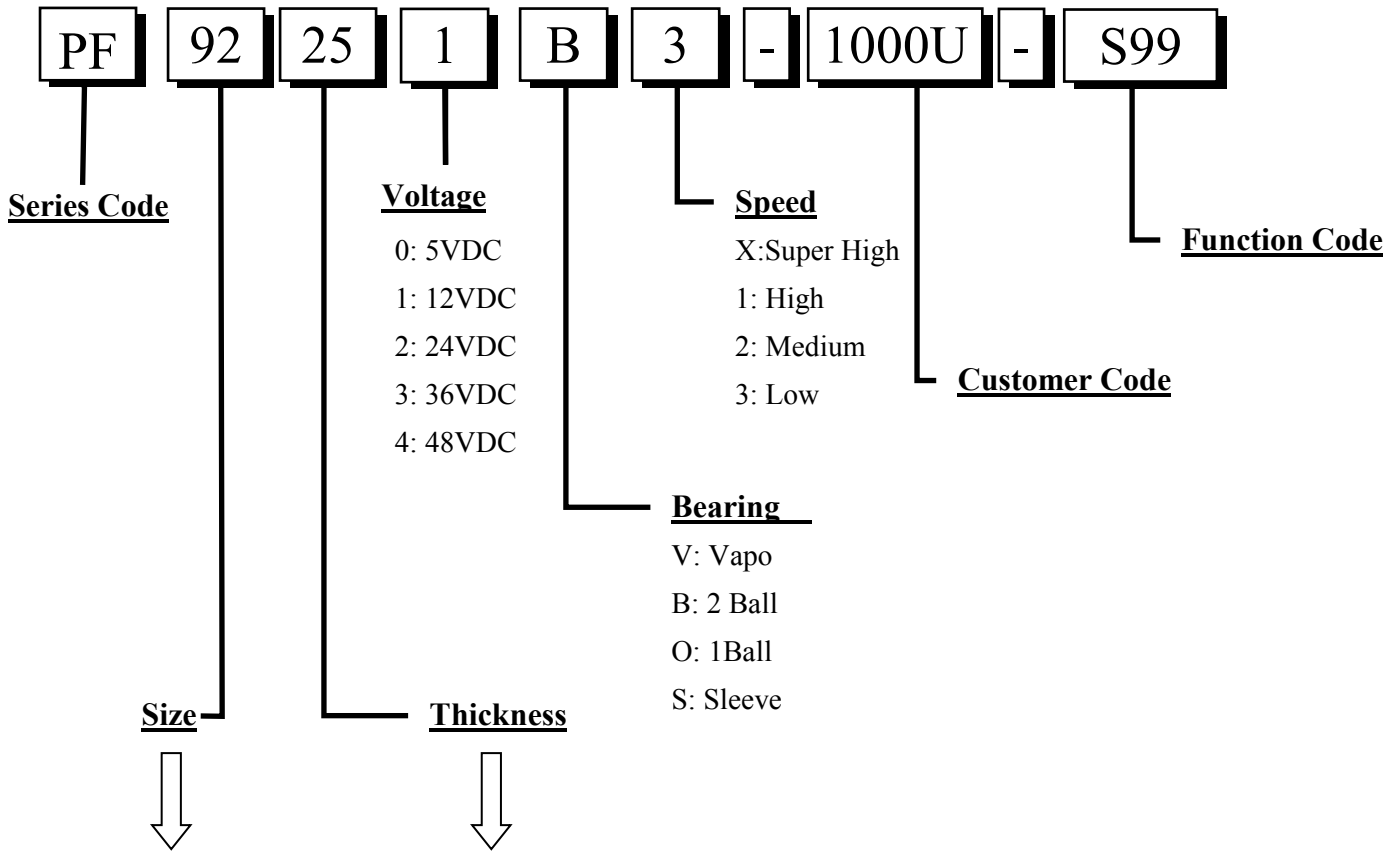 PF 92 25 1 B 3 - 1000U - S99
Series Code
Voltage
0: 5VDC
1: 12VDC
2: 24VDC
3: 36VDC
4: 48VDC
Speed
X:Super High
1: High
2: Medium
3: Low
Function Code
Customer Code
Bearing
V: Vapo
B: 2 Ball
O: 1Ball
S: Sleeve
Size
Thickness